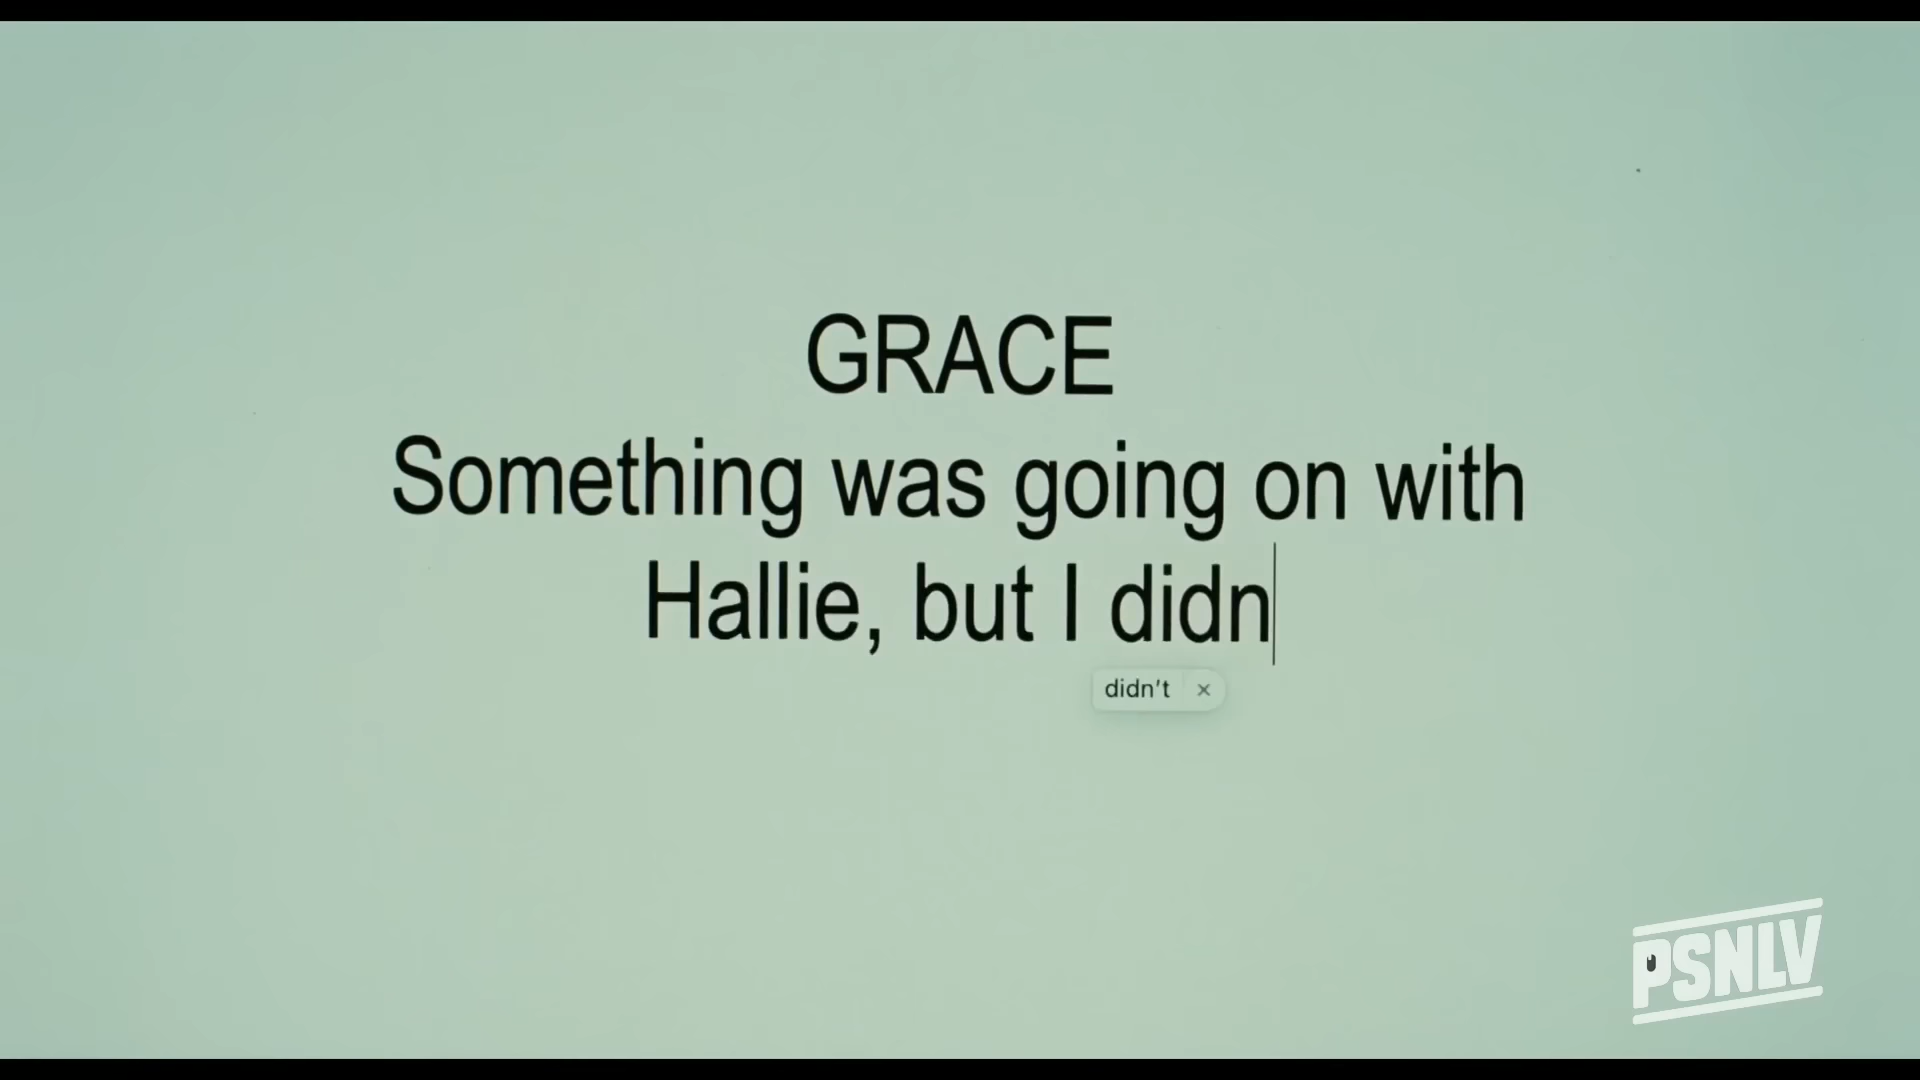 GRACE
Something was going on with
Hallie, but I didn
didn't ×
PSNLV